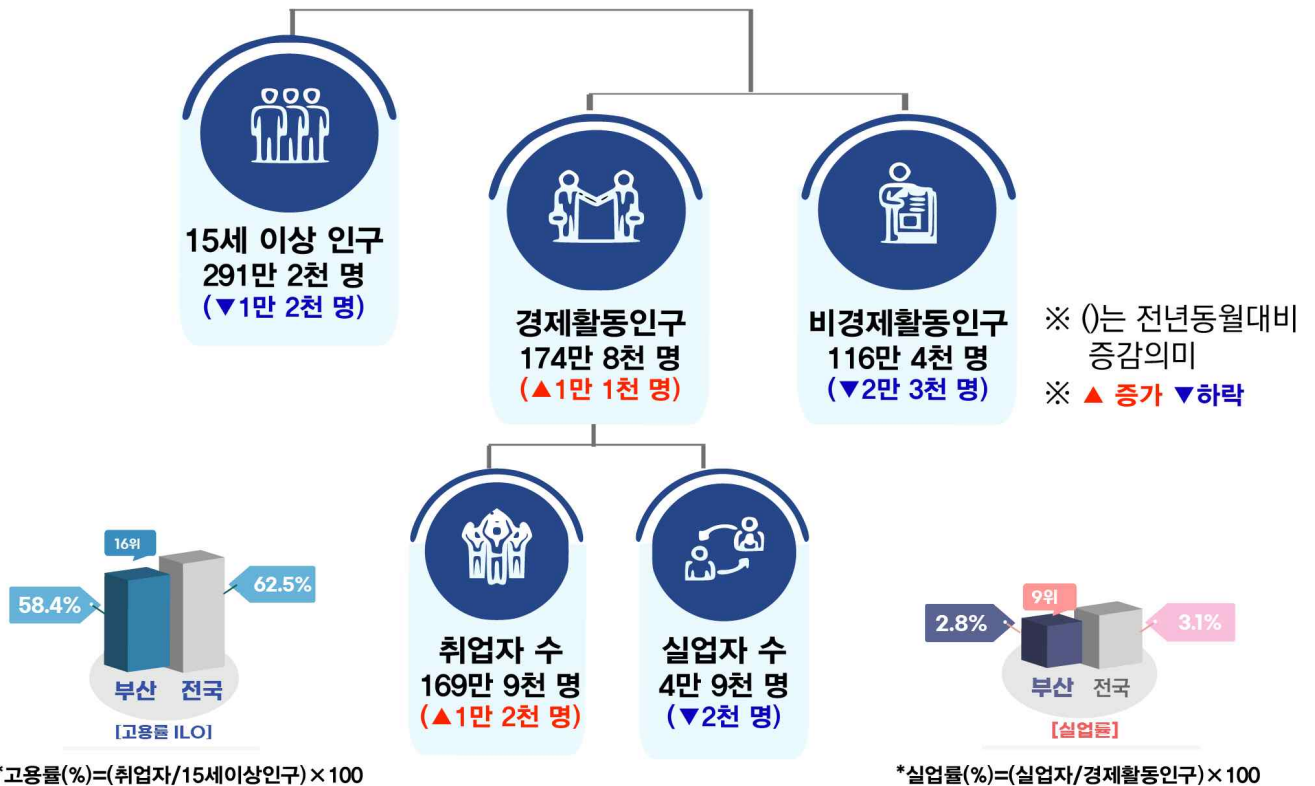 15세 이상 인구
291만 2천 명
(▼1만 2천 명)
경제활동인구
174만 8천 명
(▲1만 1천 명)
비경제활동인구
116만 4천 명
(▼2만 3천 명)
※ ()는 전년동월대비
증감의미
※ ▲ 증가 ▼하락
취업자 수
169만 9천 명
(▲1만 2천 명)
실업자 수
4만 9천 명
(▼2천 명)
16위
58.4%
62.5%
부산 전국
[고용률 ILO]
*고용률(%)=(취업자/15세이상인구)×100
9위
2.8%
3.1%
부산 전국
[실업률]
*실업률(%)=(실업자/경제활동인구)×100